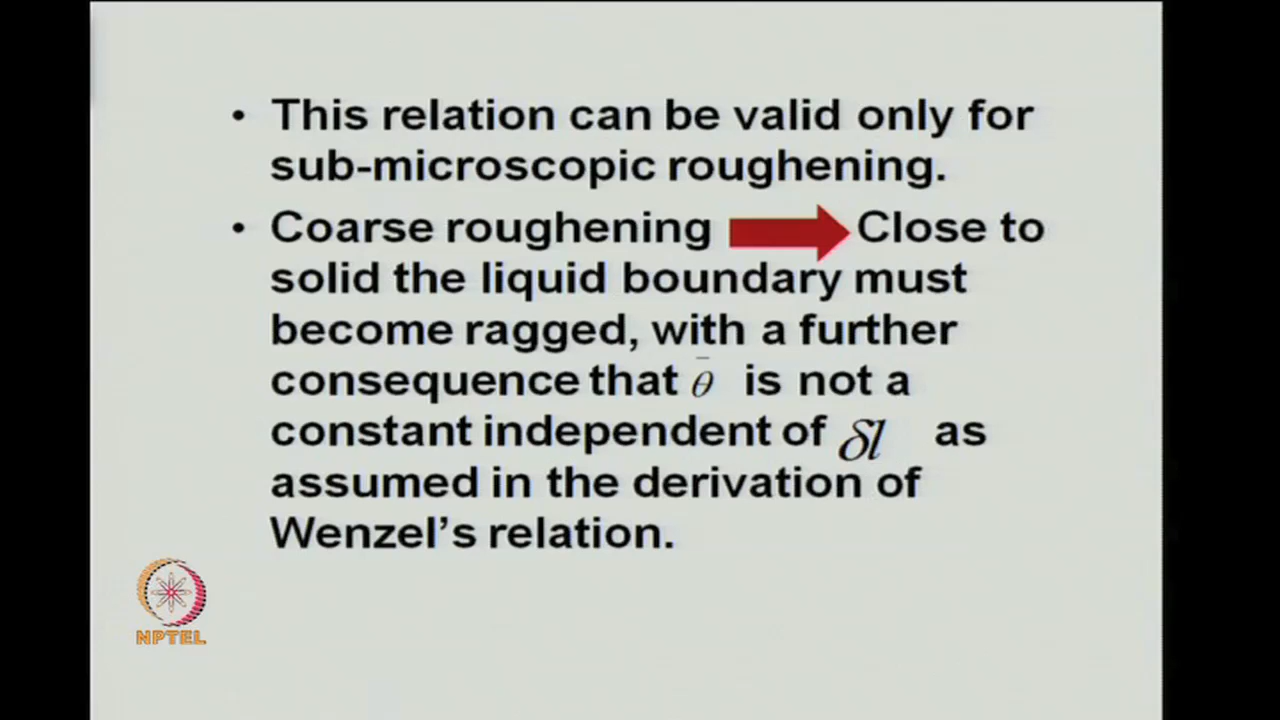 • This relation can be valid only for
sub-microscopic roughening.
• Coarse roughening Close to
solid the liquid boundary must
become ragged, with a further
consequence that θ̄ is not a
constant independent of δl as
assumed in the derivation of
Wenzel’s relation.
NPTEL